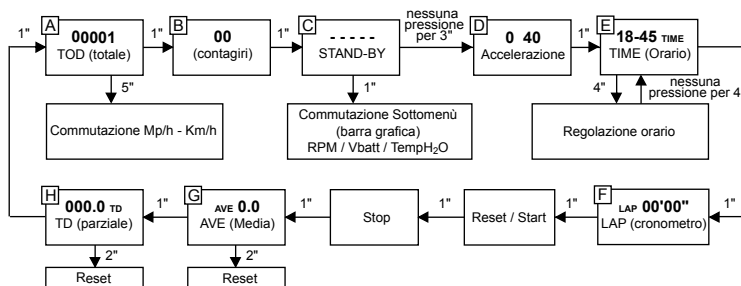 nessuna
pressione
per 3"
A
00001
TOD (totale)
1"
1"
B
00
(contagiri)
1"
C
- - - - -
STAND-BY
D
0 40
Accelerazione
1"
E
18-45 TIME
TIME (Orario)
5"
1"
4"
nessuna
pressione per 4
Commutazione Mp/h - Km/h
Commutazione Sottomenù
(barra grafica)
RPM / Vbatt / TempH₂O
Regolazione orario
H
000.0 TD
TD (parziale)
1"
G
AVE 0.0
AVE (Media)
1"
Stop
1"
Reset / Start
1"
F
LAP 00'00"
LAP (cronometro)
1"
2"
Reset
2"
Reset